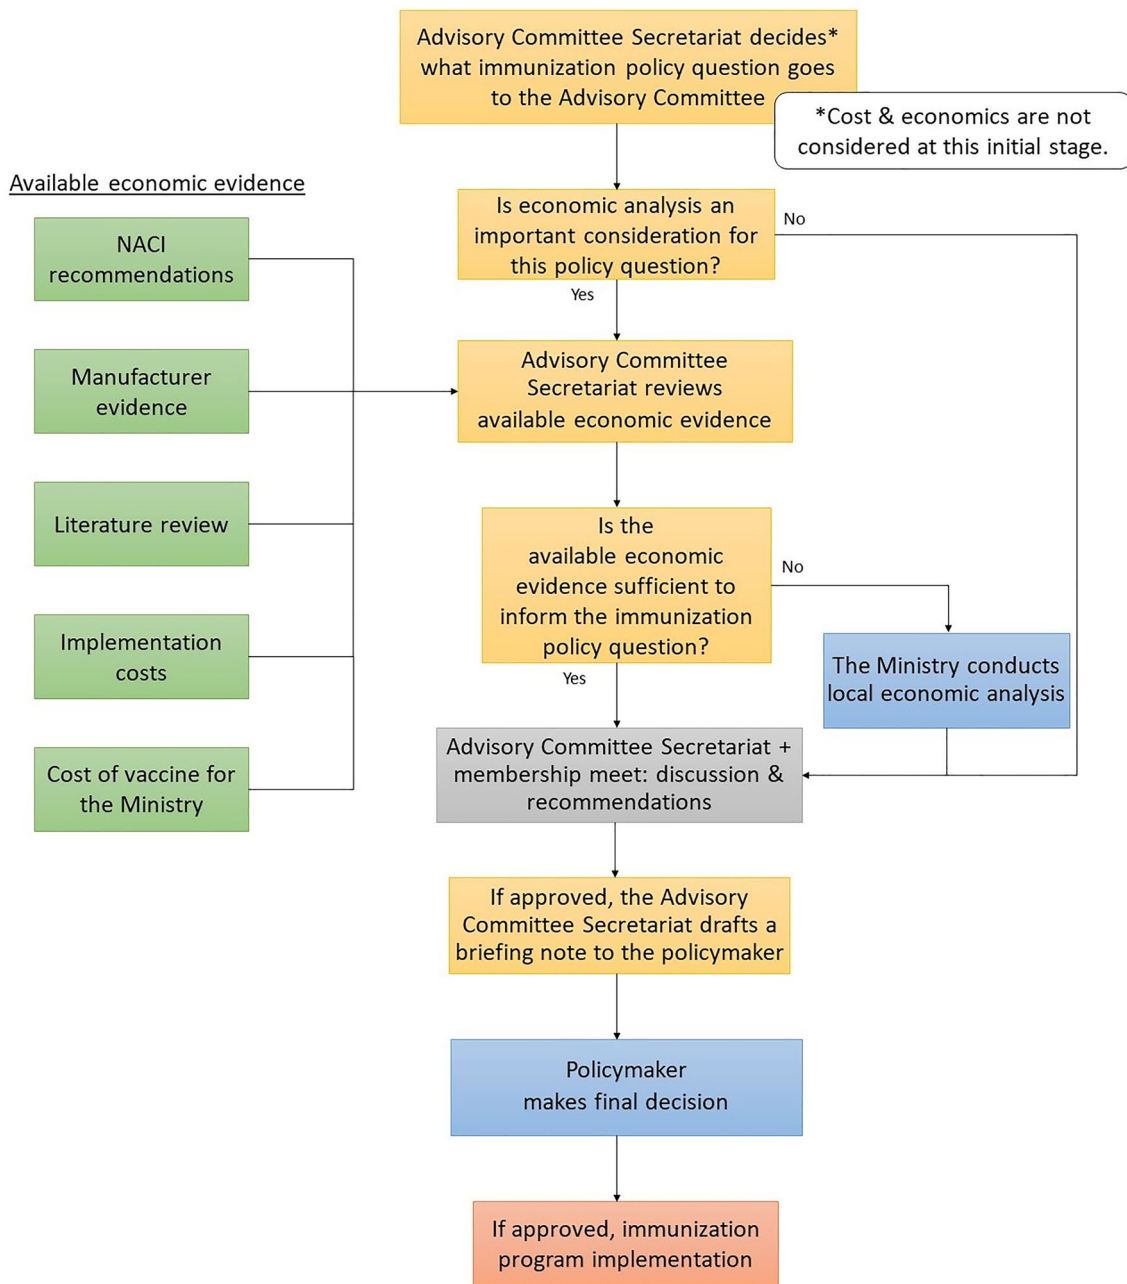 Advisory Committee Secretariat decides*
what immunization policy question goes
to the Advisory Committee
*Cost & economics are not
considered at this initial stage.
Available economic evidence
NACI
recommendations
Manufacturer
evidence
Literature review
Implementation
costs
Cost of vaccine for
the Ministry
Is economic analysis an
important consideration for
this policy question?
No
Yes
Advisory Committee
Secretariat reviews
available economic evidence
Is the
available economic
evidence sufficient to
inform the immunization
policy question?
No
Yes
The Ministry conducts
local economic analysis
Advisory Committee Secretariat +
membership meet: discussion &
recommendations
If approved, the Advisory
Committee Secretariat drafts a
briefing note to the policymaker
Policymaker
makes final decision
If approved, immunization
program implementation